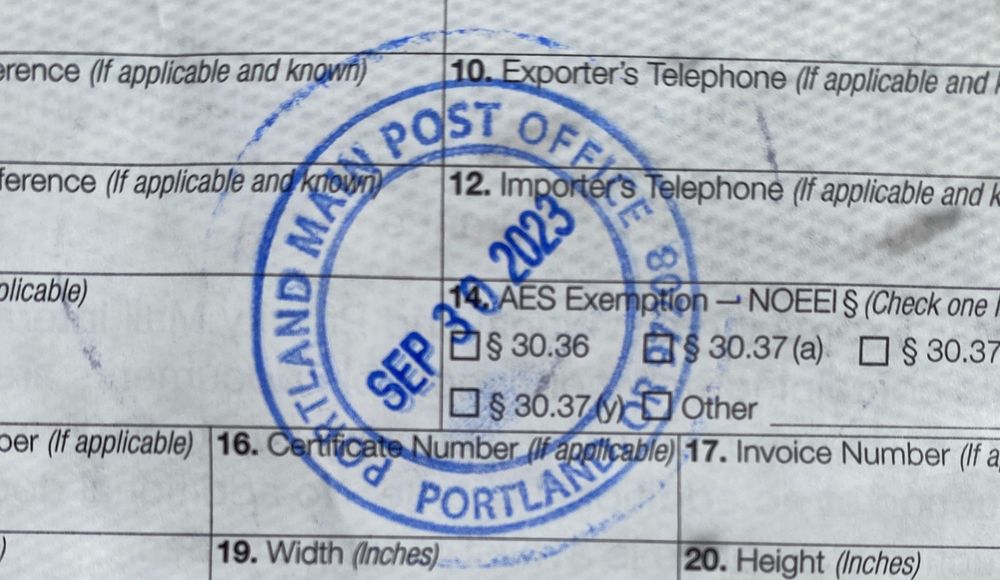 erence (If applicable and known)
10. Exporter's Telephone (If applicable and
ference (If applicable and known)
12. Importer's Telephone (If applicable and k
plicable)
14. AES Exemption – NOEEI § (Check one
§ 30.36
§ 30.37 (a)
§ 30.37
§ 30.37 (y)
Other
ber (If applicable)
16. Certificate Number (If applicable)
17. Invoice Number (If a
)
19. Width (Inches)
20. Height (Inches)
PORTLAND MAIN POST OFFICE
PORTLAND OR
SEP 30 2023